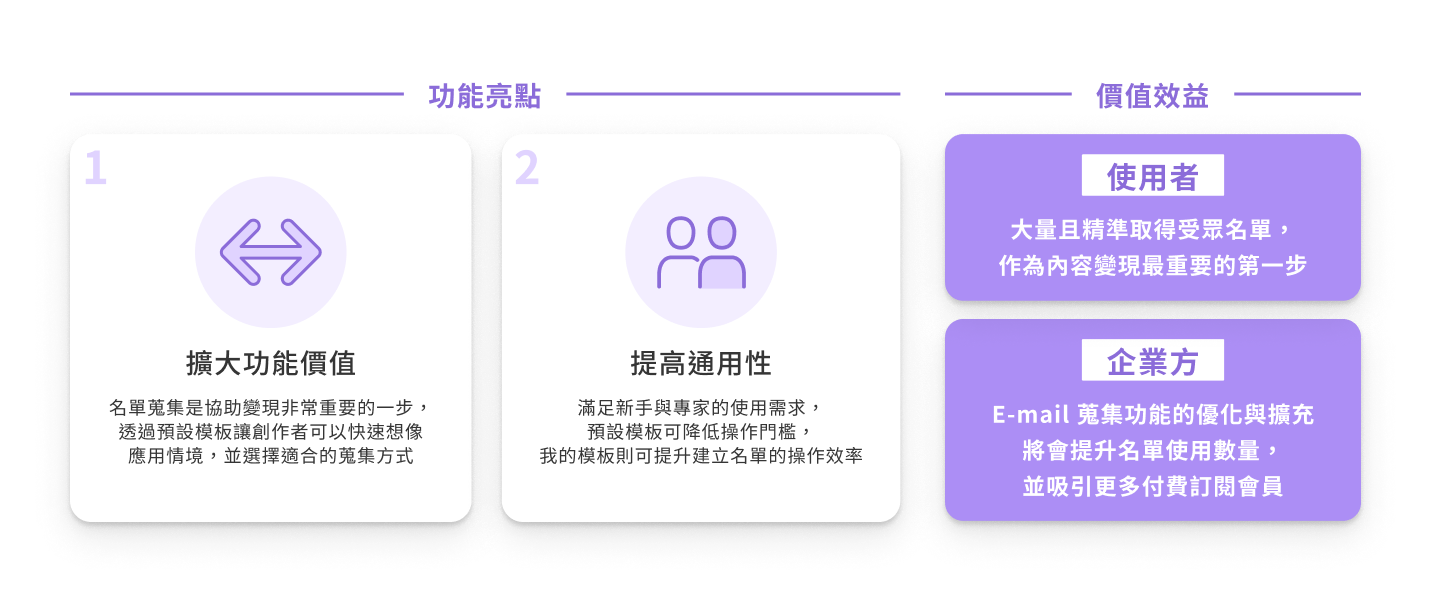 功能亮點
1
擴大功能價值
名單蒐集是協助變現非常重要的一步，
透過預設模板讓創作者可以快速想像
應用情境，並選擇適合的蒐集方式
2
提高通用性
滿足新手與專家的使用需求，
預設模板可降低操作門檻，
我的模板則可提升建立名單的操作效率
價值效益
使用者
大量且精準取得受眾名單，
作為內容變現最重要的第一步
企業方
E-mail 蒐集功能的優化與擴充
將會提升名單使用數量，
並吸引更多付費訂閱會員